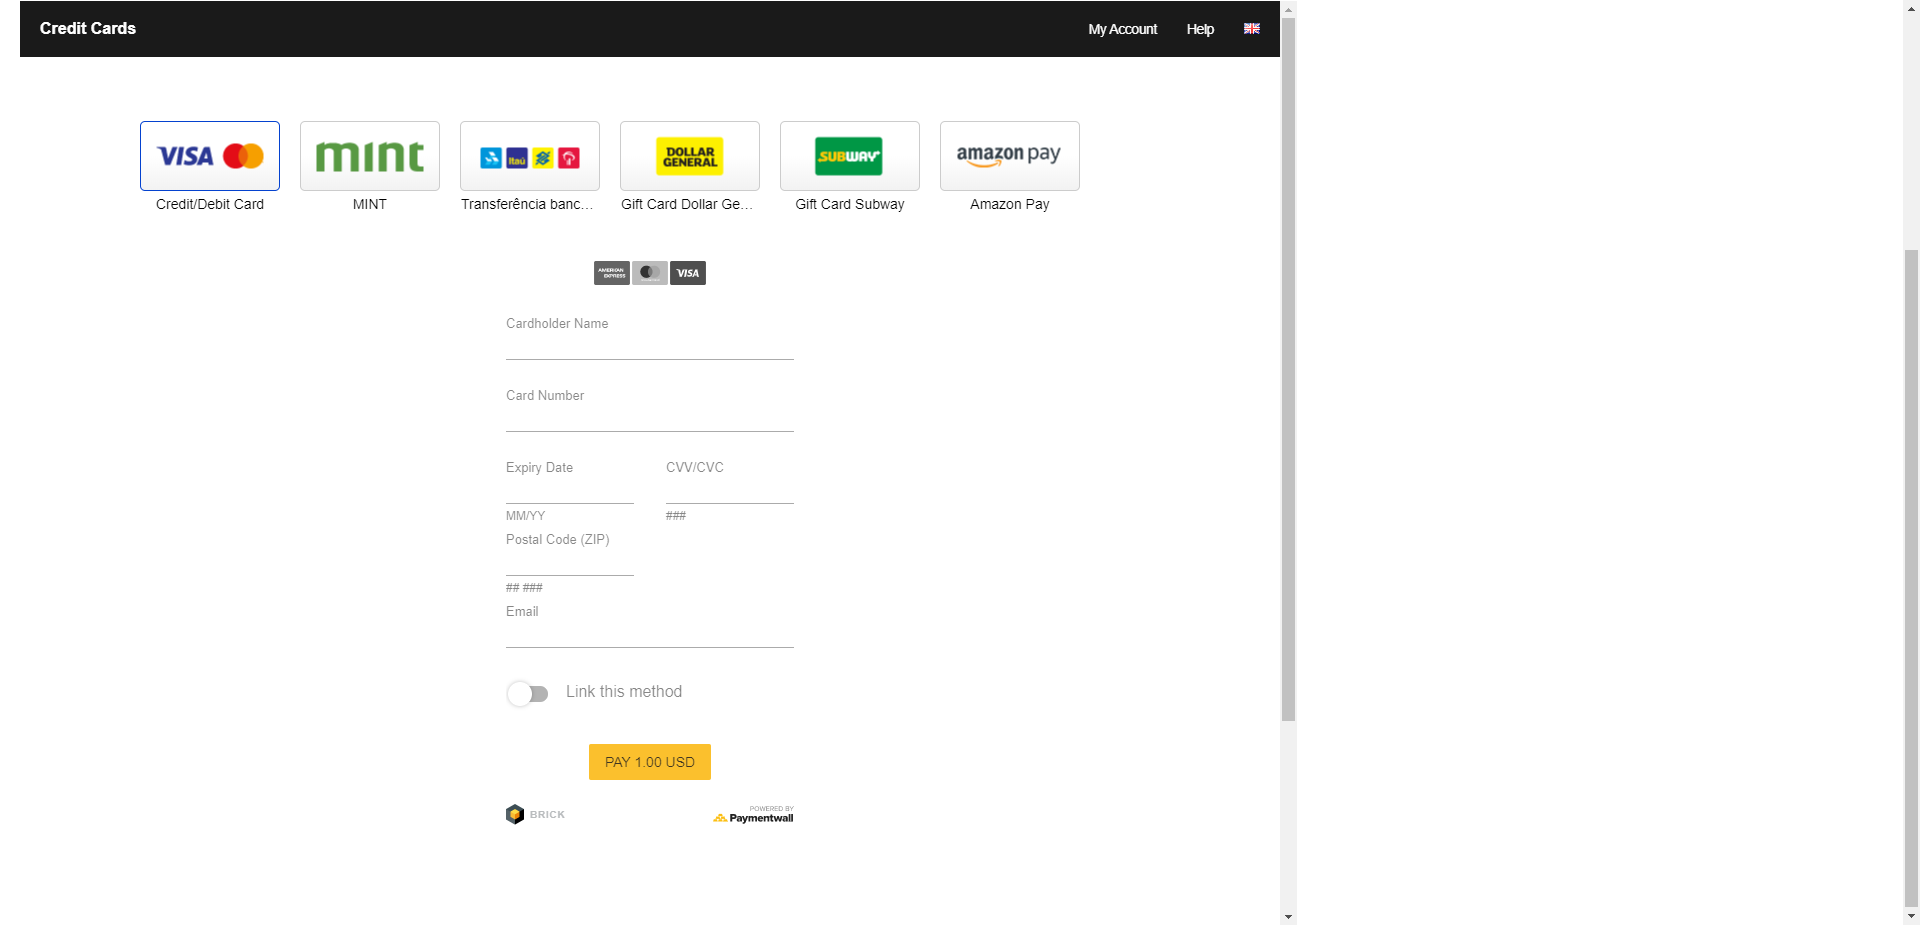 Credit Cards
My Account Help
VISA
mint
Itaú
DOLLAR
GENERAL
SUBWAY
amazon pay
Credit/Debit Card
MINT
Transferência banc...
Gift Card Dollar Ge...
Gift Card Subway
Amazon Pay
AMERICAN
EXPRESS
VISA
Cardholder Name
Card Number
Expiry Date CVV/CVC
MM/YY ###
Postal Code (ZIP)
## ###
Email
Link this method
PAY 1.00 USD
BRICK
POWERED BY
Paymentwall